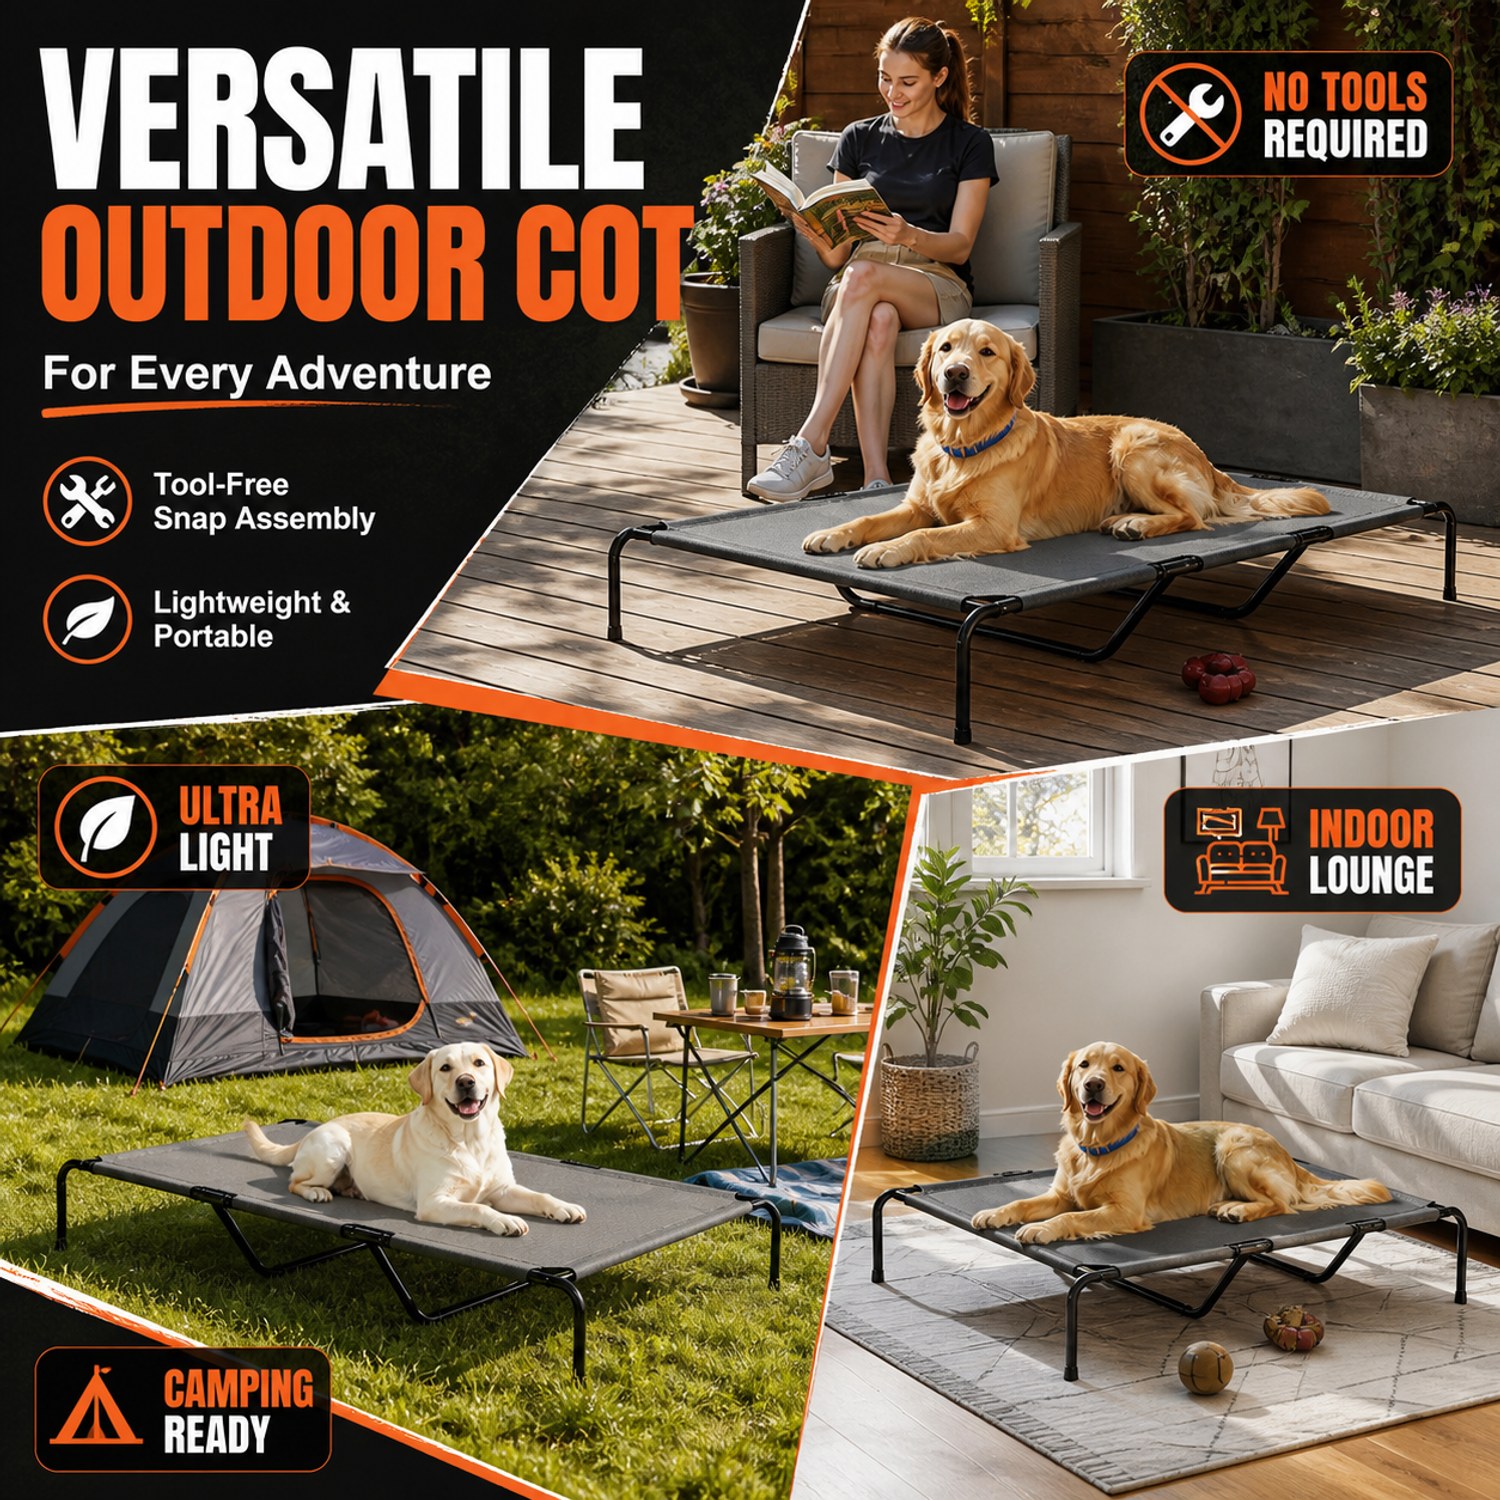 VERSATILE
OUTDOOR COT
For Every Adventure
Tool-Free
Snap Assembly
Lightweight &
Portable
NO TOOLS
REQUIRED
ULTRA
LIGHT
INDOOR
LOUNGE
CAMPING
READY